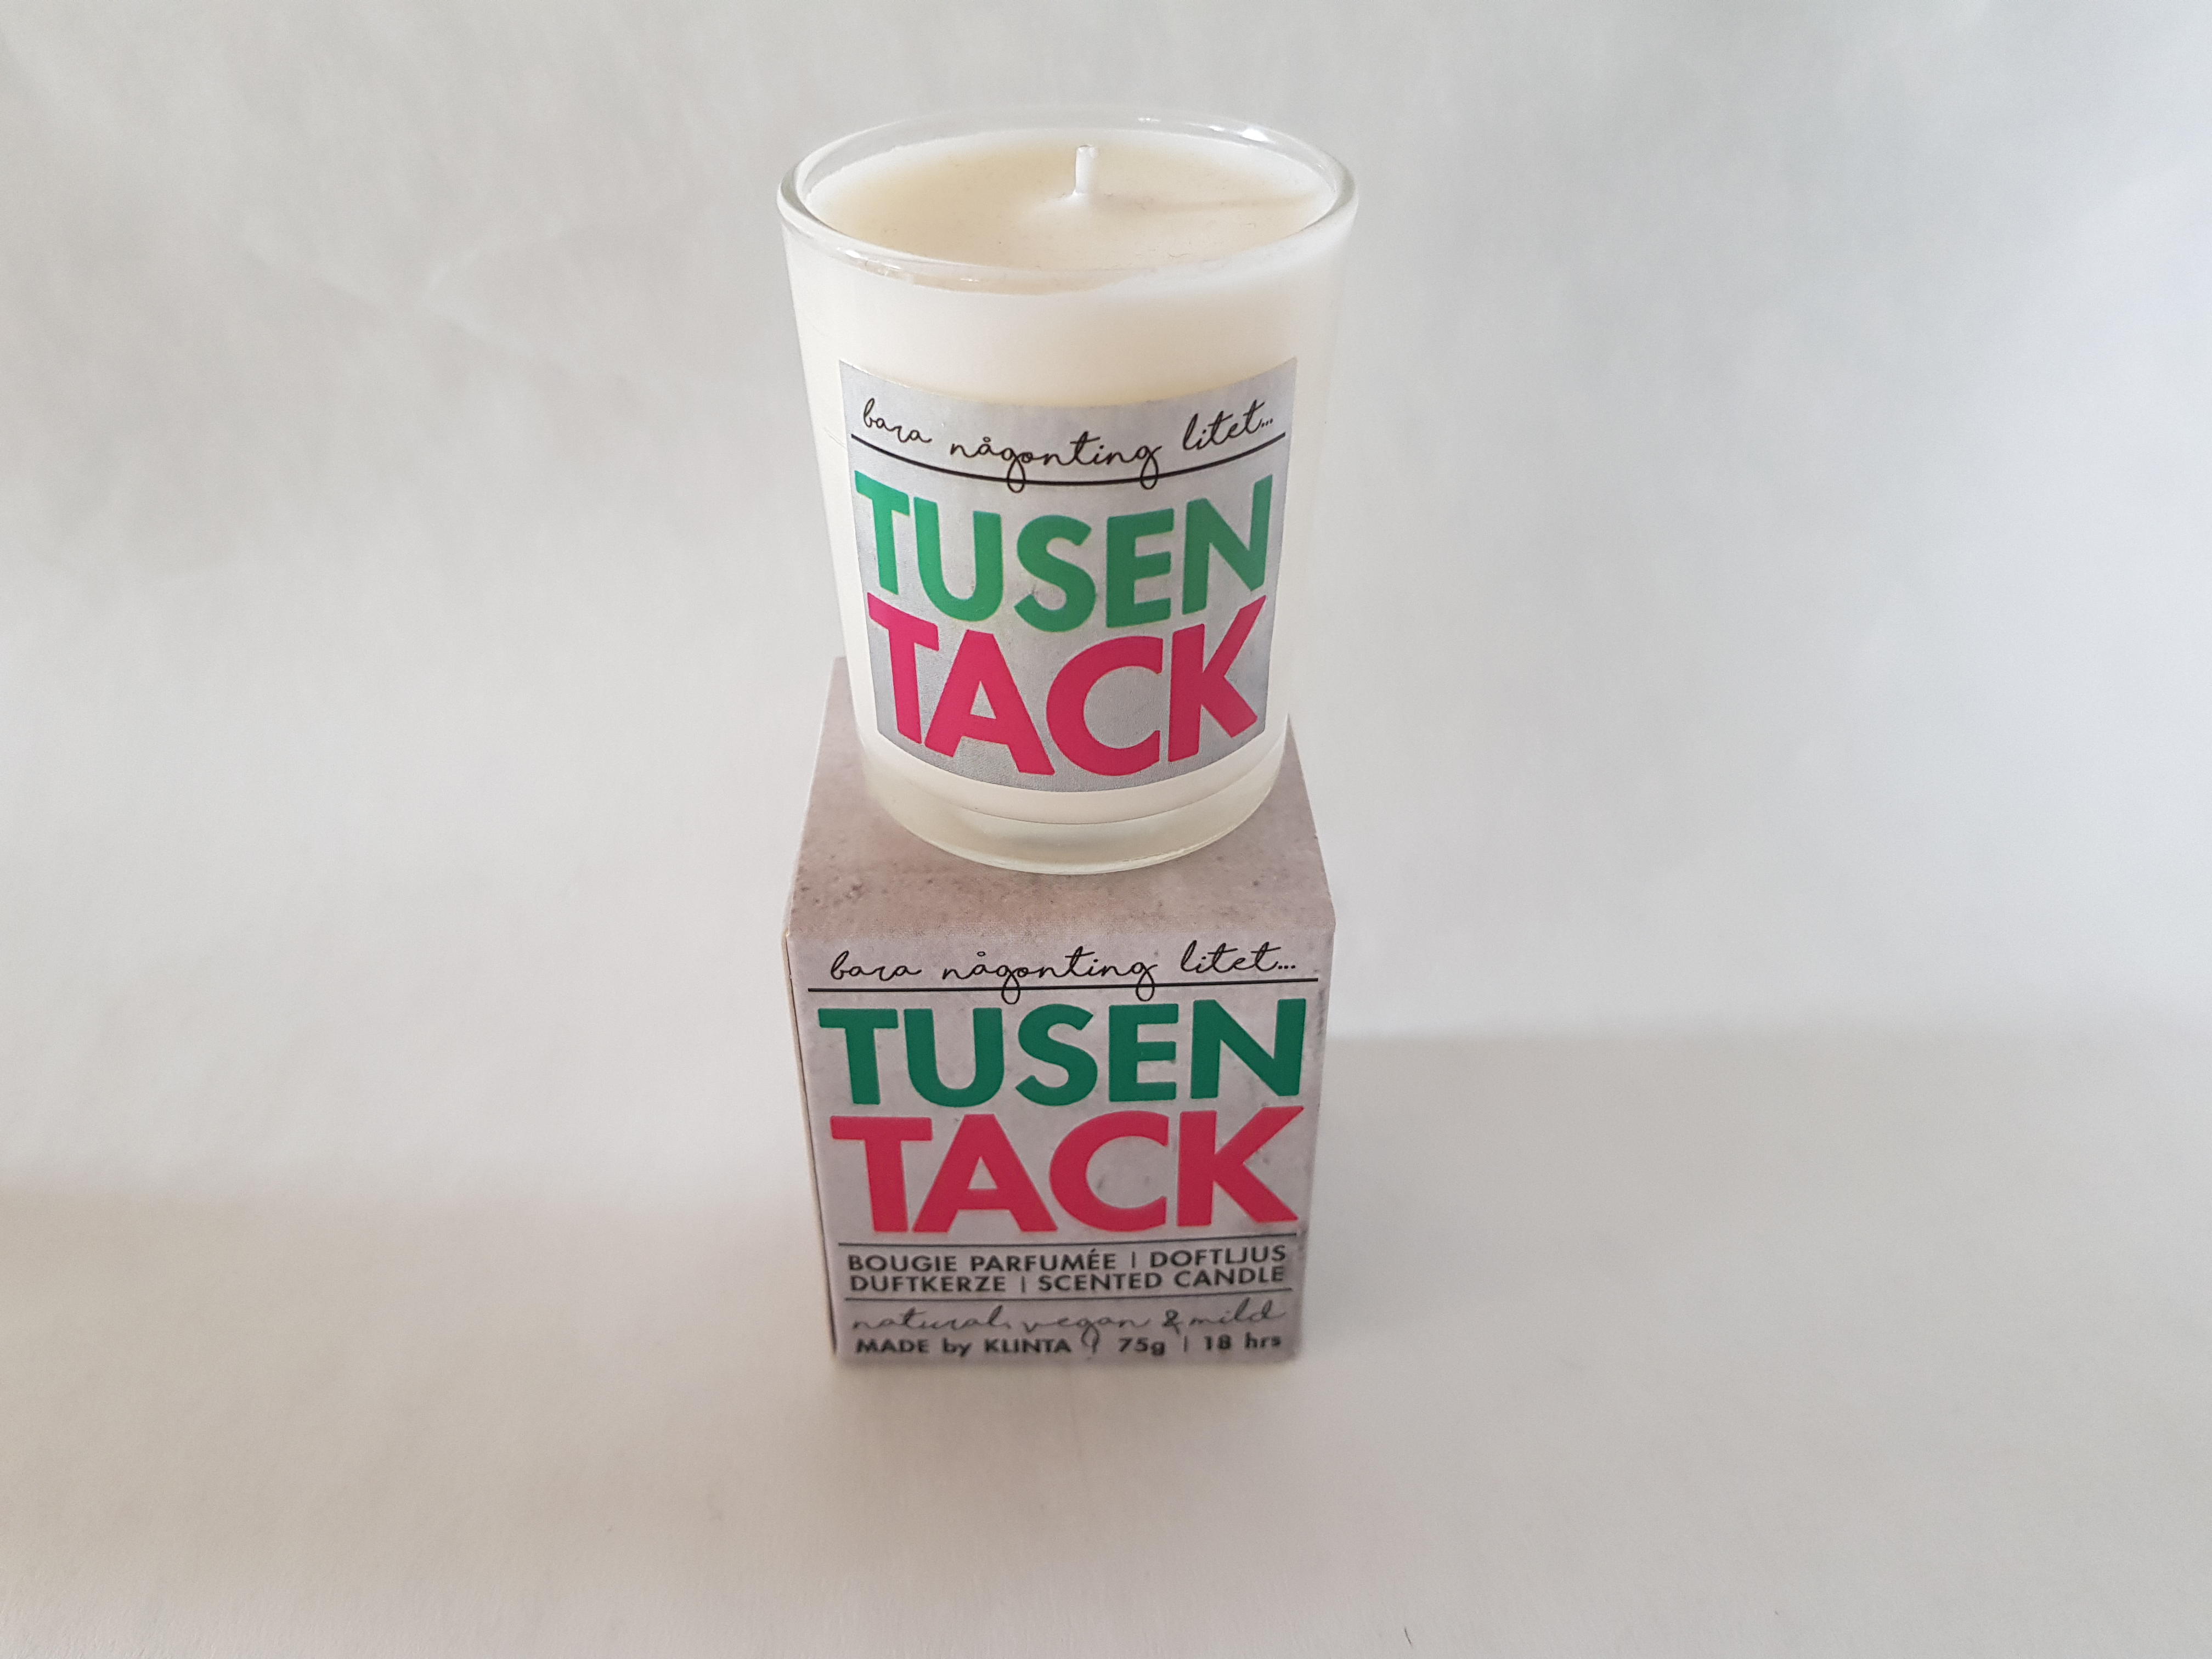 bara någonting litet...
TUSEN
TACK
bara någonting litet...
TUSEN
TACK
BOUGIE PARFUMÉE | DOFTLJUS
DUFTKERZE | SCENTED CANDLE
natural, vegan & mild
MADE by KLINTA | 75g | 18 hrs